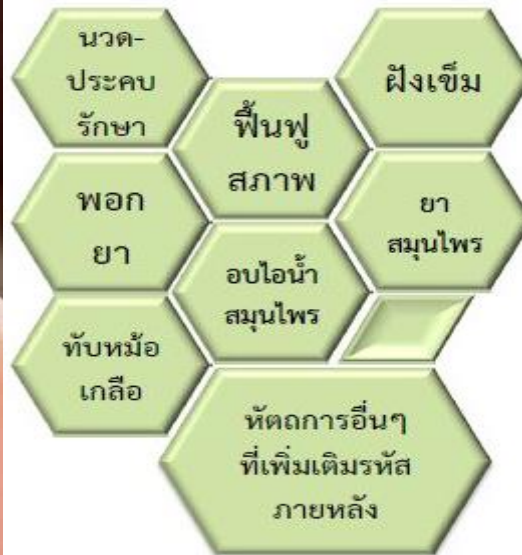 นวด-
ประคบ
รักษา
ฟื้นฟู
สภาพ
ฝังเข็ม
พอก
ยา
อบไอน้ำ
สมุนไพร
ยา
สมุนไพร
ทับหม้อ
เกลือ
หัตถการอื่นๆ
ที่เพิ่มเติมรหัส
ภายหลัง